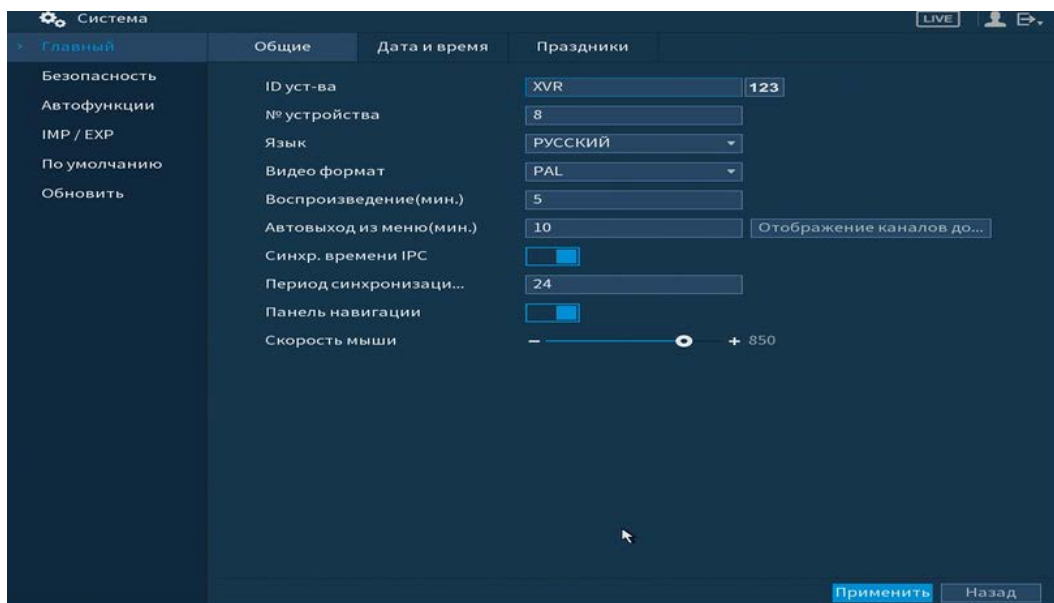 Система LIVE
Главный Общие Дата и время Праздники
Безопасность
Автофункции
IMP / EXP
По умолчанию
Обновить
ID уст-ва XVR 123
№ устройства 8
Язык РУССКИЙ
Видео формат PAL
Воспроизведение(мин.) 5
Автовыход из меню(мин.) 10 Отображение каналов до...
Синхр. времени IPC
Период синхронизаци... 24
Панель навигации
Скорость мыши 850
Применить Назад